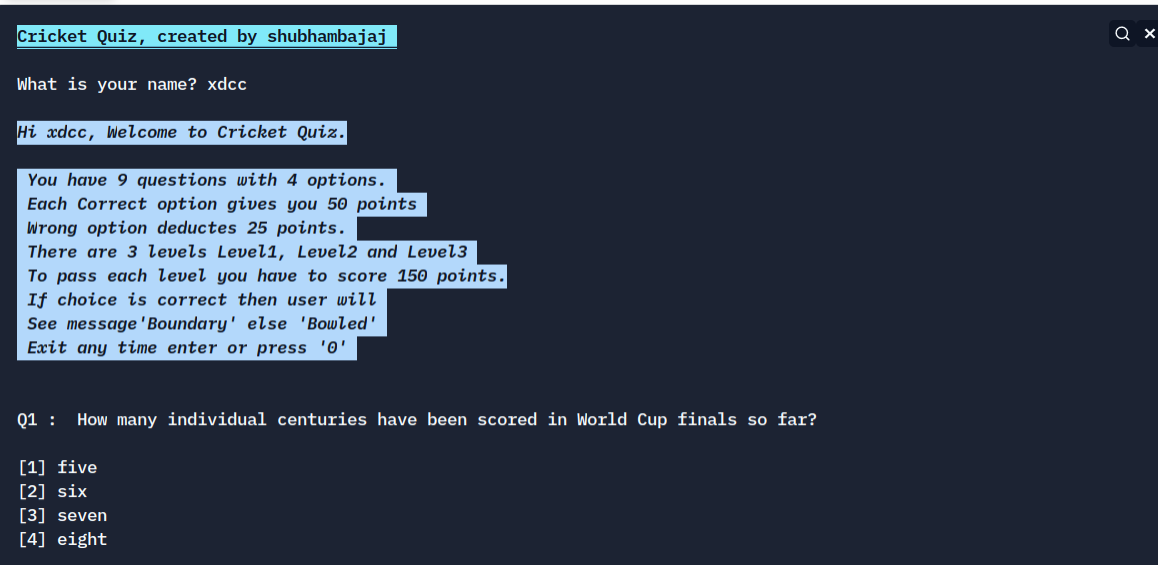 Cricket Quiz, created by shubhambajaj
What is your name? xdcc
Hi xdcc, Welcome to Cricket Quiz.
You have 9 questions with 4 options.
Each Correct option gives you 50 points
Wrong option deductes 25 points.
There are 3 levels Level1, Level2 and Level3
To pass each level you have to score 150 points.
If choice is correct then user will
See message'Boundary' else 'Bowled'
Exit any time enter or press '0'
Q1 :  How many individual centuries have been scored in World Cup finals so far?
[1] five
[2] six
[3] seven
[4] eight